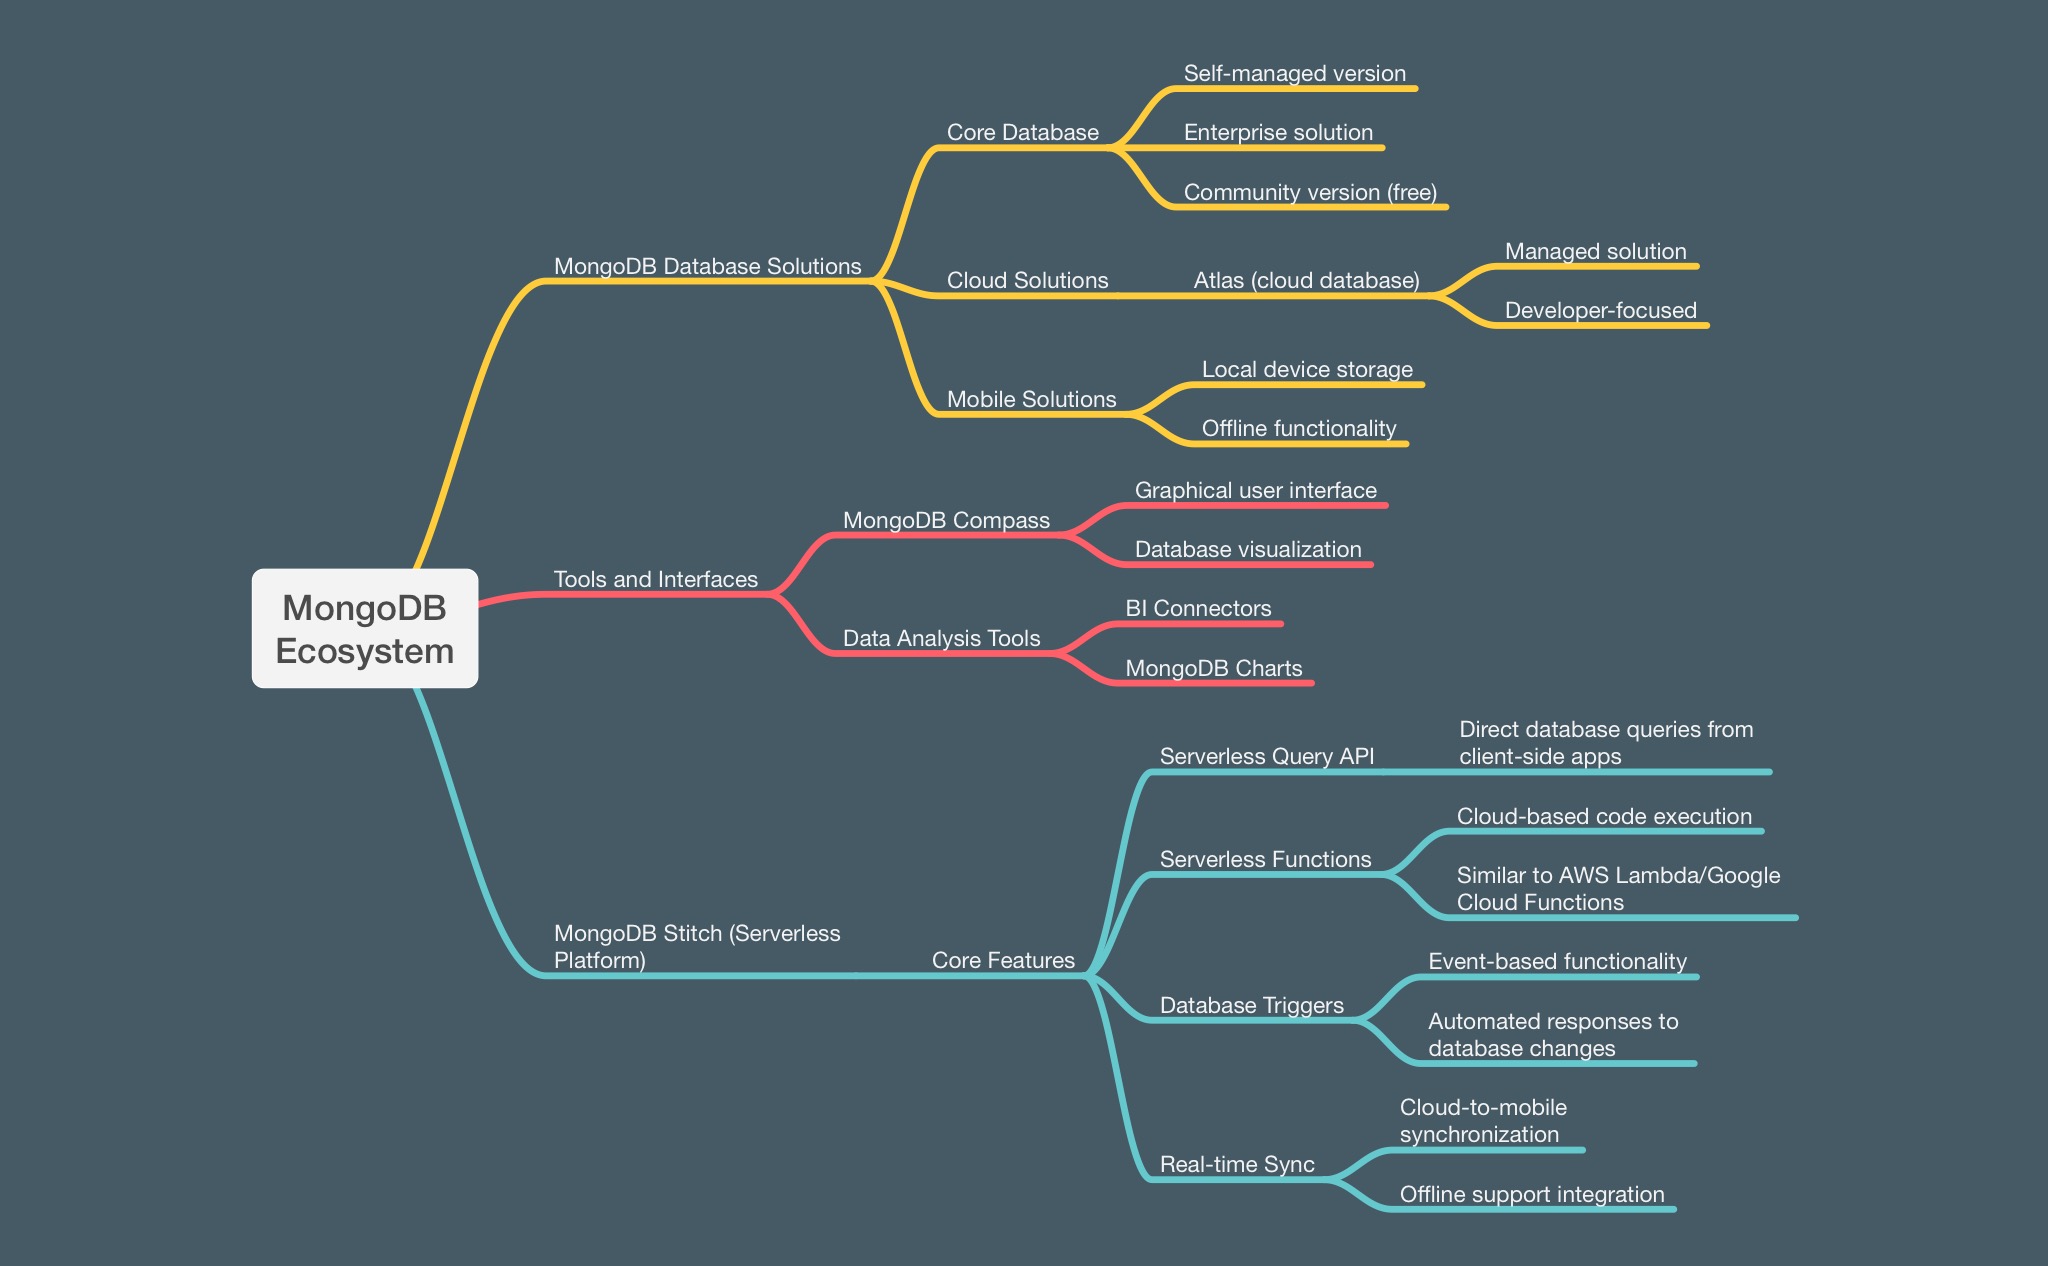 MongoDB
Ecosystem
MongoDB Database Solutions
Core Database
Self-managed version
Enterprise solution
Community version (free)
Cloud Solutions
Atlas (cloud database)
Managed solution
Developer-focused
Mobile Solutions
Local device storage
Offline functionality
Tools and Interfaces
MongoDB Compass
Graphical user interface
Database visualization
Data Analysis Tools
BI Connectors
MongoDB Charts
MongoDB Stitch (Serverless
Platform)
Core Features
Serverless Query API
Direct database queries from
client-side apps
Serverless Functions
Cloud-based code execution
Similar to AWS Lambda/Google
Cloud Functions
Database Triggers
Event-based functionality
Automated responses to
database changes
Real-time Sync
Cloud-to-mobile
synchronization
Offline support integration